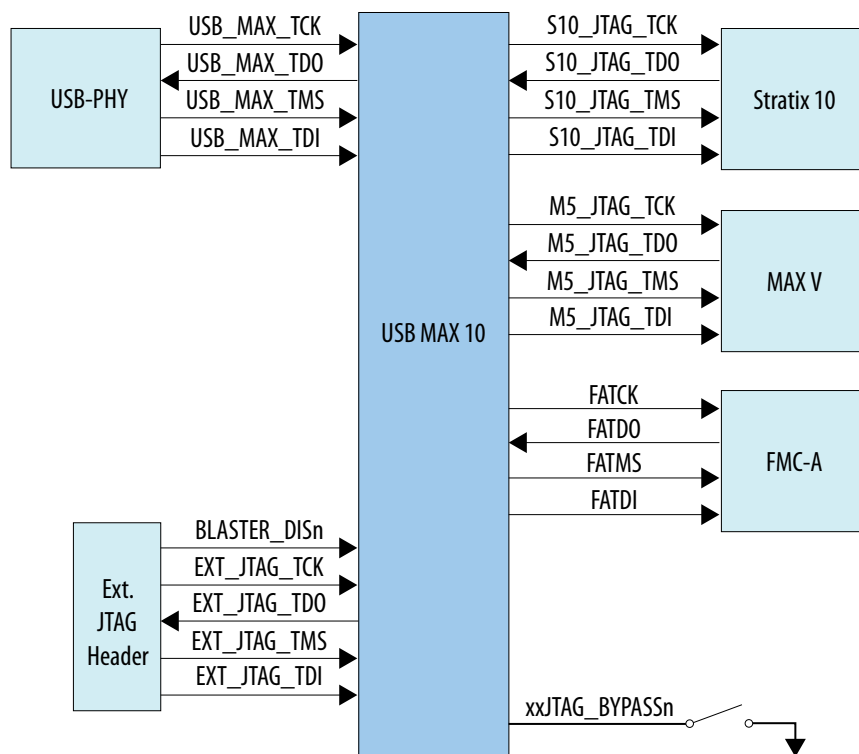 USB-PHY
USB_MAX_TCK
USB_MAX_TDO
USB_MAX_TMS
USB_MAX_TDI
USB MAX 10
S10_JTAG_TCK
S10_JTAG_TDO
S10_JTAG_TMS
S10_JTAG_TDI
Stratix 10
M5_JTAG_TCK
M5_JTAG_TDO
M5_JTAG_TMS
M5_JTAG_TDI
MAX V
FATCK
FATDO
FATMS
FATDI
FMC-A
Ext.
JTAG
Header
BLASTER_DISn
EXT_JTAG_TCK
EXT_JTAG_TDO
EXT_JTAG_TMS
EXT_JTAG_TDI
xxJTAG_BYPASSn